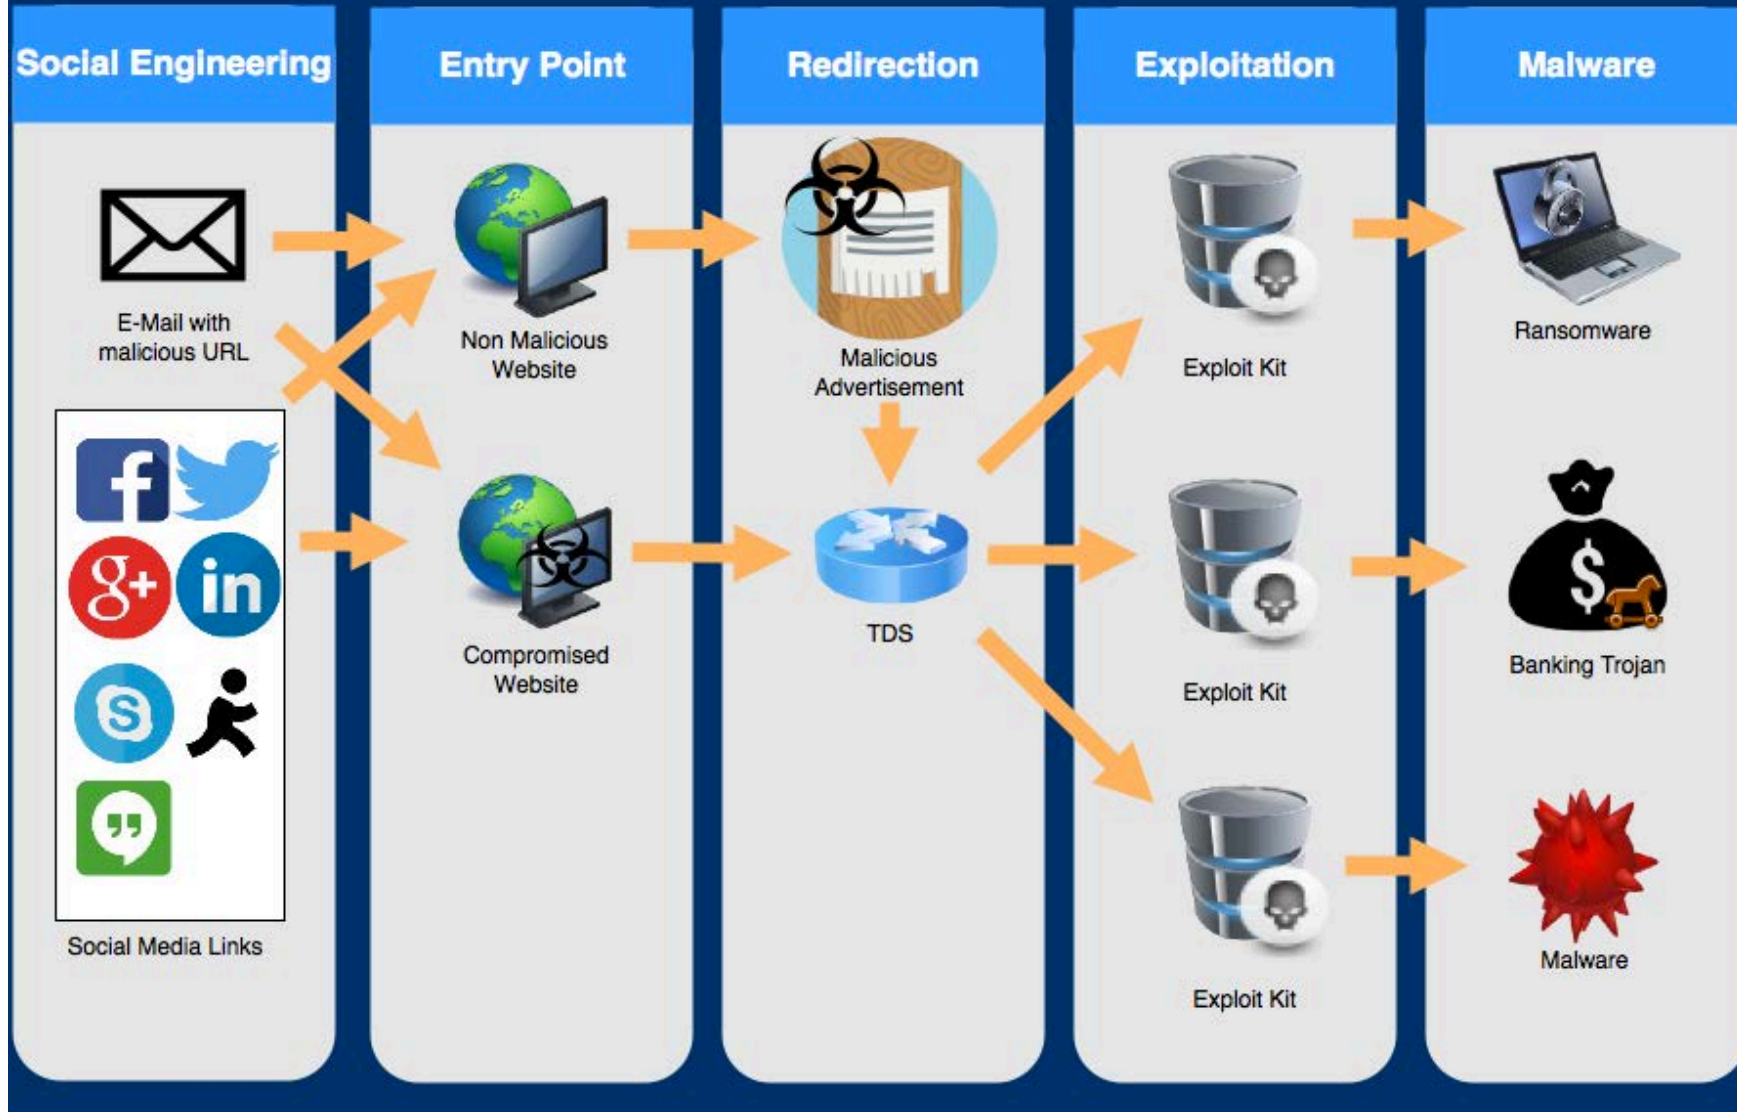 Social Engineering
Entry Point
Redirection
Exploitation
Malware
E-Mail with
malicious URL
f
g+
in
S
Social Media Links
Non Malicious
Website
Compromised
Website
Malicious
Advertisement
TDS
Exploit Kit
Exploit Kit
Exploit Kit
Ransomware
$
Banking Trojan
Malware